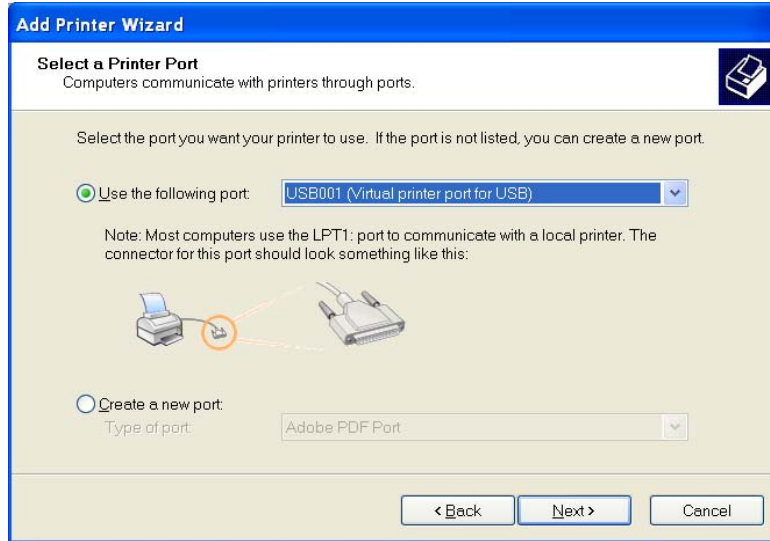 Add Printer Wizard
Select a Printer Port
Computers communicate with printers through ports.
Select the port you want your printer to use. If the port is not listed, you can create a new port.
Use the following port: USB001 (Virtual printer port for USB)
Note: Most computers use the LPT1: port to communicate with a local printer. The
connector for this port should look something like this:
Create a new port:
Type of port: Adobe PDF Port
< Back Next > Cancel